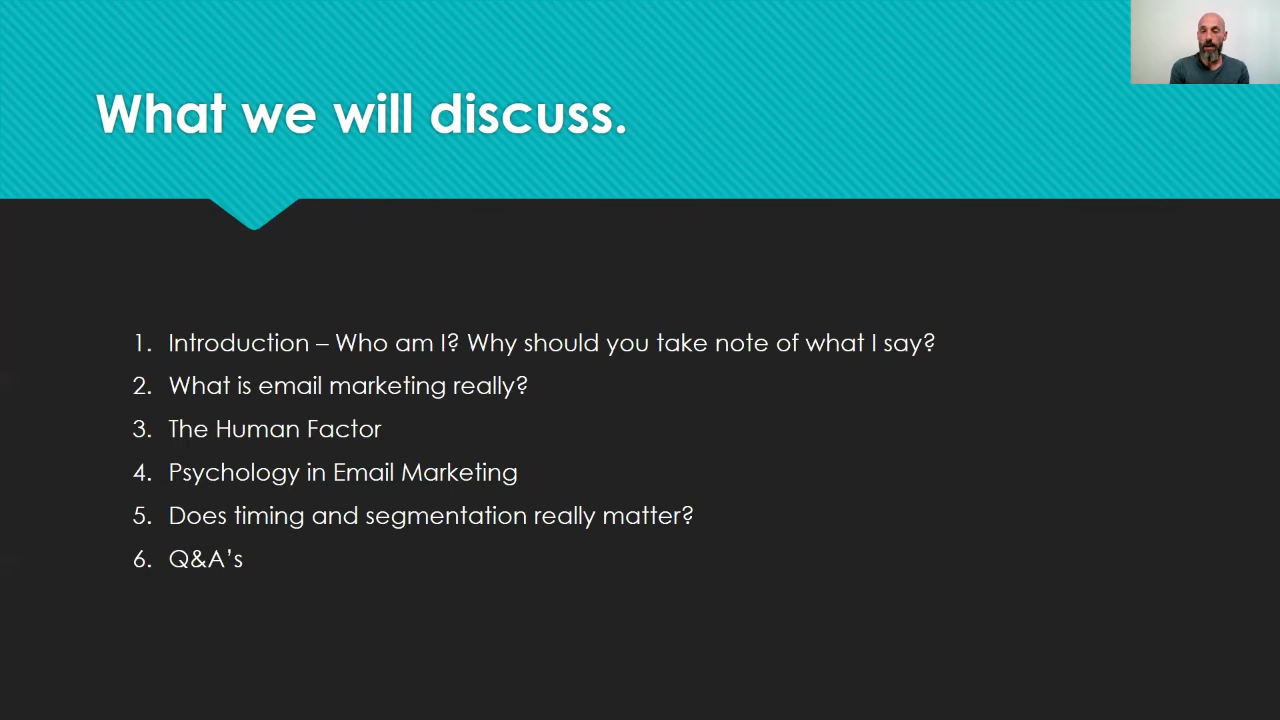 What we will discuss.
1. Introduction – Who am I? Why should you take note of what I say?
2. What is email marketing really?
3. The Human Factor
4. Psychology in Email Marketing
5. Does timing and segmentation really matter?
6. Q&A’s